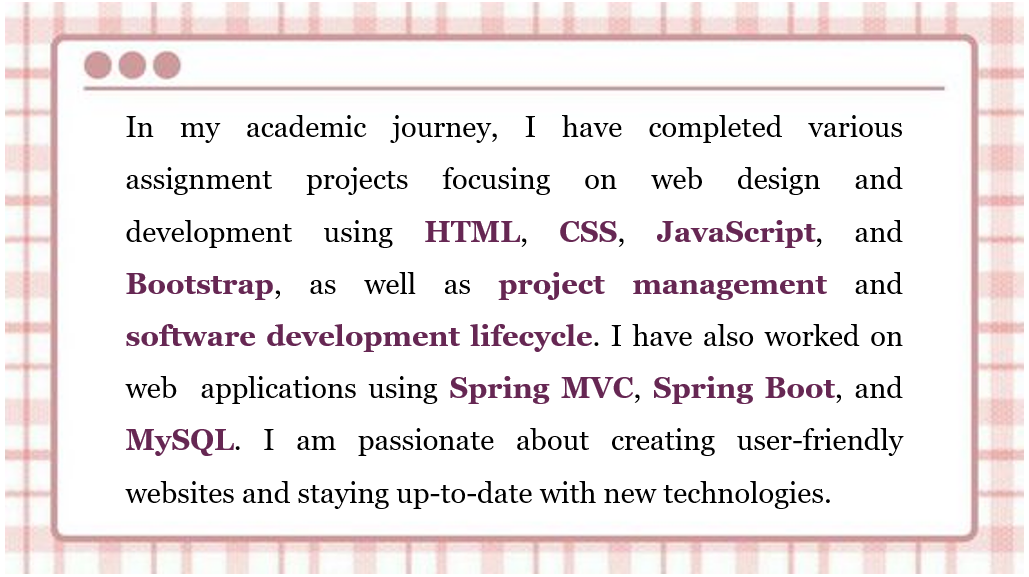 In my academic journey, I have completed various
assignment projects focusing on web design and
development using HTML, CSS, JavaScript, and
Bootstrap, as well as project management and
software development lifecycle. I have also worked on
web applications using Spring MVC, Spring Boot, and
MySQL. I am passionate about creating user-friendly
websites and staying up-to-date with new technologies.